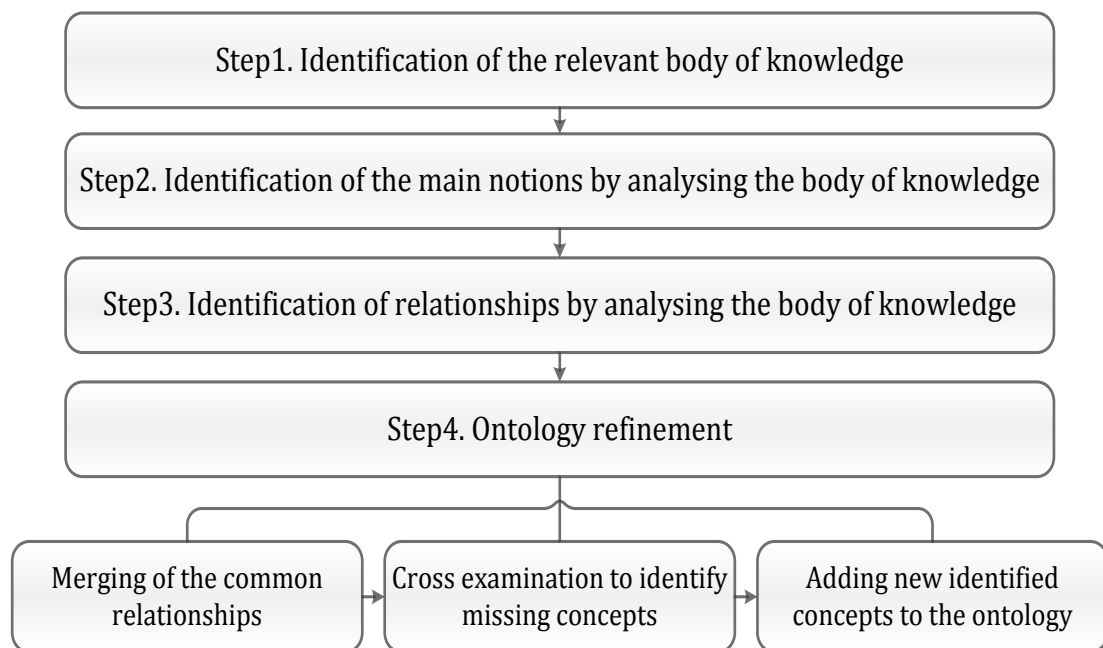 Step1. Identification of the relevant body of knowledge
Step2. Identification of the main notions by analysing the body of knowledge
Step3. Identification of relationships by analysing the body of knowledge
Step4. Ontology refinement
Merging of the common
relationships
Cross examination to identify
missing concepts
Adding new identified
concepts to the ontology